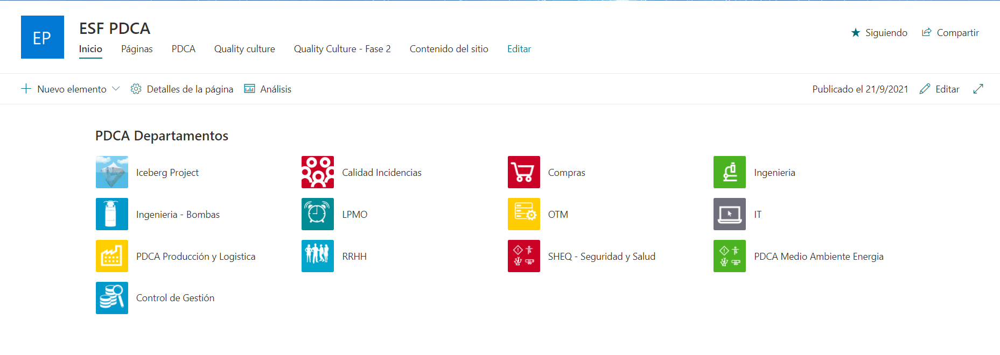 EP
ESF PDCA
Siguiendo Compartir
Inicio Páginas PDCA Quality culture Quality Culture - Fase 2 Contenido del sitio Editar
Nuevo elemento Detalles de la página Análisis Publicado el 21/9/2021 Editar
PDCA Departamentos
Iceberg Project Calidad Incidencias Compras Ingenieria
Ingenieria - Bombas LPMO OTM IT
PDCA Producción y Logistica RRHH SHEQ - Seguridad y Salud PDCA Medio Ambiente Energia
Control de Gestión